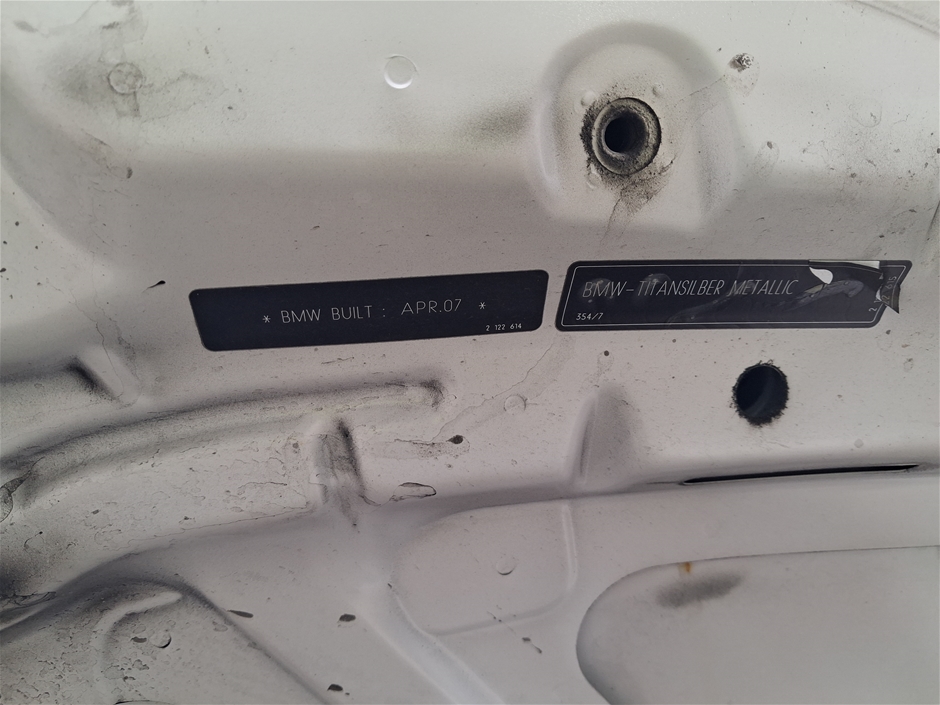 * BMW BUILT : APR.07 *
2 122 614
BMW-TITANSILBER METALLIC
354/7